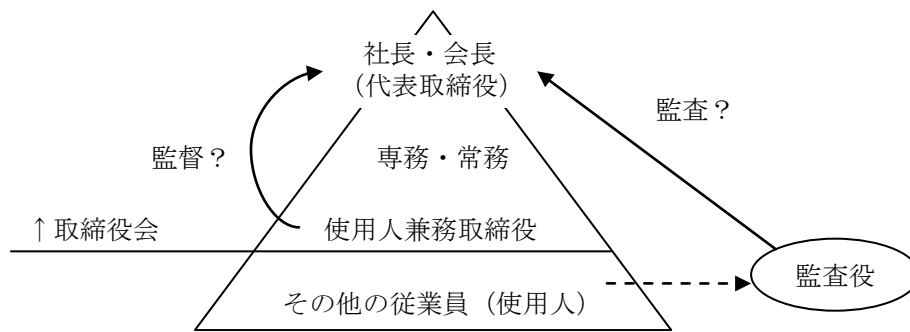 社長・会長
（代表取締役）
監査？
監督？
専務・常務
↑取締役会
使用人兼務取締役
監査役
その他の従業員（使用人）